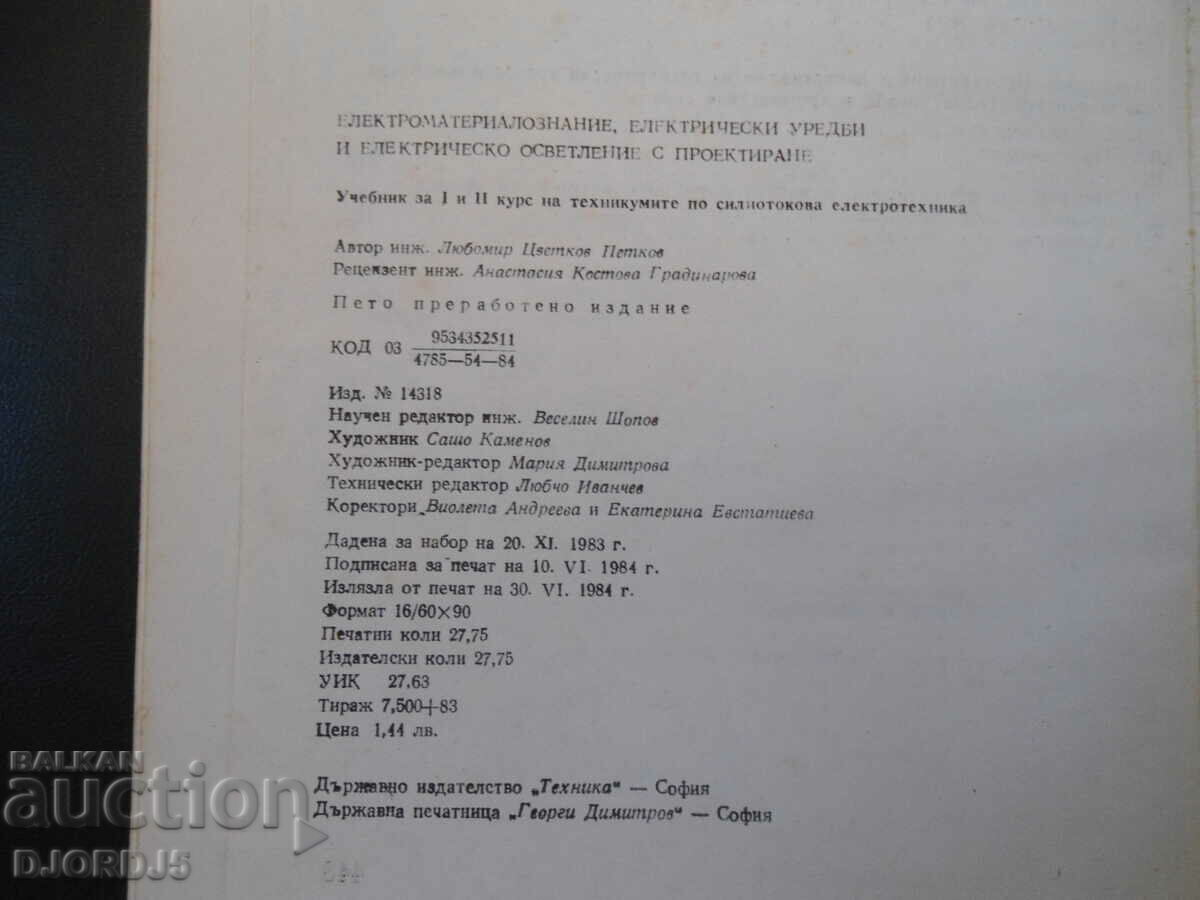 ЕЛЕКТРОМАТЕРИАЛОЗНАНИЕ, ЕЛЕКТРИЧЕСКИ УРЕДБИ
И ЕЛЕКТРИЧЕСКО ОСВЕТЛЕНИЕ С ПРОЕКТИРАНЕ
Учебник за I и II курс на техникумите по силнотокова електротехника
Автор инж. Любомир Цветков Петков
Рецензент инж. Анастасия Костова Градинарова
Пето преработено издание
КОД 03 9534352511
4785—54—84
Изд. № 14318
Научен редактор инж. Веселин Шопов
Художник Сашо Каменов
Художник-редактор Мария Димитрова
Технически редактор Любчо Иванчев
Коректори Виолета Андреева и Екатерина Евстатиева
Дадена за набор на 20. XI. 1983 г.
Подписана за печат на 10. VI. 1984 г.
Излязла от печат на 30. VI. 1984 г.
Формат 16/60×90
Печатни коли 27,75
Издателски коли 27,75
УИК 27,63
Тираж 7,500+83
Цена 1,44 лв.
Държавно издателство „Техника“ — София
Държавна печатница „Георги Димитров“ — София
BALKAN
auction
DJORDJ5